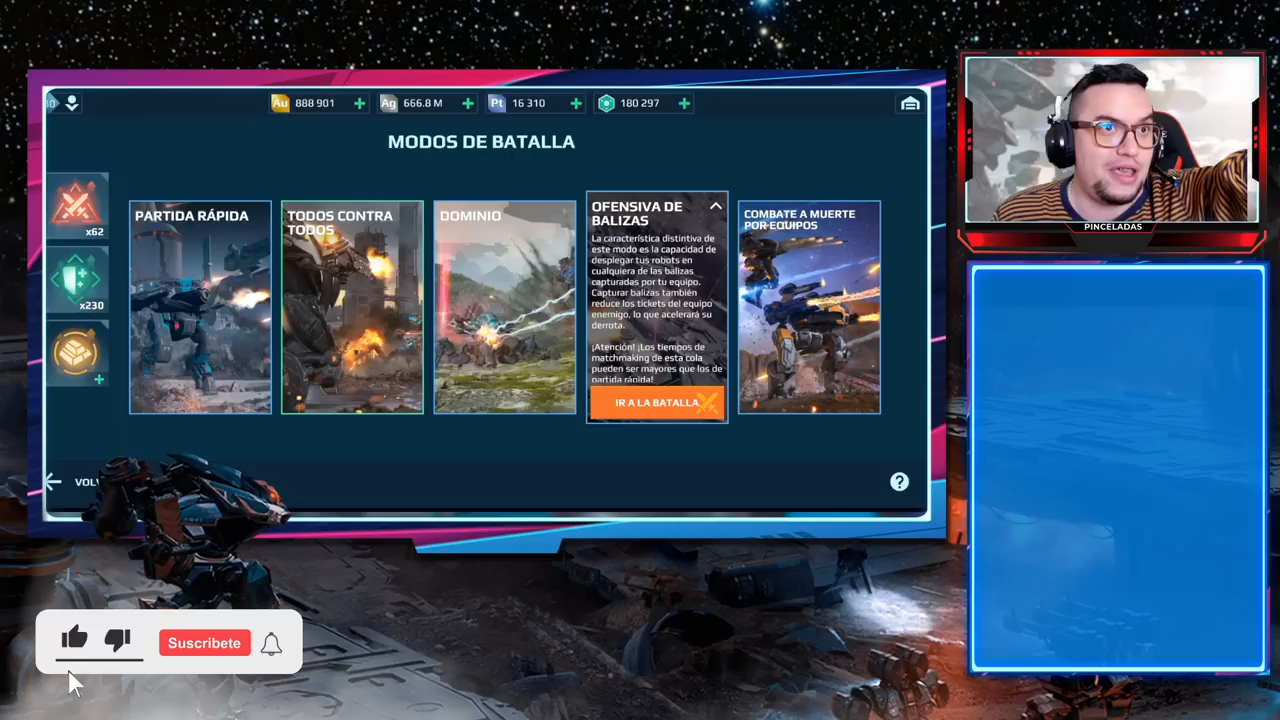 Au 888 901
Ag 666.8 M
Pt 16 310
180 297
MODOS DE BATALLA
x62
x230
PARTIDA RÁPIDA
TODOS CONTRA
TODOS
DOMINIO
OFENSIVA DE
BALIZAS
La característica distintiva de
este modo es la capacidad de
desplegar tus robots en
cualquiera de las balizas
capturadas por tu equipo.
Capturar balizas también
reduce los tickets del equipo
enemigo, lo que acelerará su
derrota.
¡Atención! ¡Los tiempos de
matchmaking de esta cola
pueden ser mayores que los de
partida rápida!
IR A LA BATALLA
COMBATE A MUERTE
POR EQUIPOS
PINCELADAS
?
Suscribete